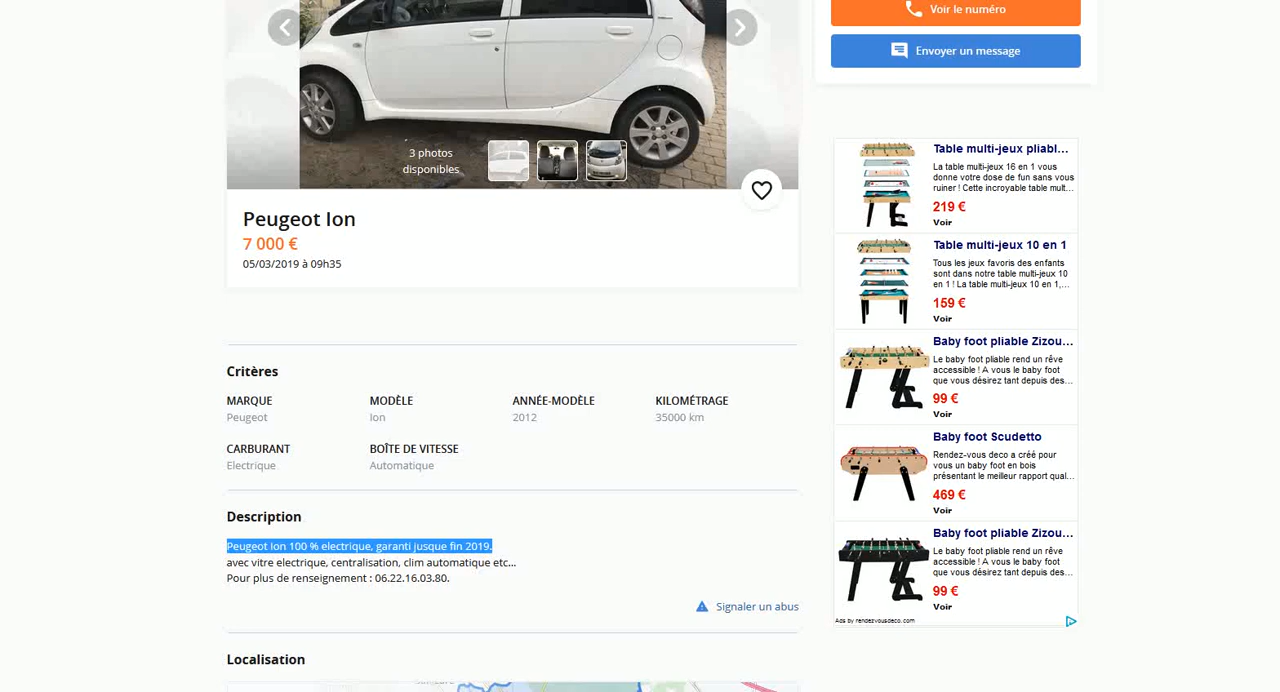 Voir le numéro
Envoyer un message
3 photos
disponibles
Peugeot Ion
7 000 €
05/03/2019 à 09h35
Critères
MARQUE
Peugeot
MODÈLE
Ion
ANNÉE-MODÈLE
2012
KILOMÉTRAGE
35000 km
CARBURANT
Electrique
BOÎTE DE VITESSE
Automatique
Description
Peugeot Ion 100 % electrique, garanti jusque fin 2019.
avec vitre electrique, centralisation, clim automatique etc...
Pour plus de renseignement : 06.22.16.03.80.
Signaler un abus
Localisation
Table multi-jeux pliabl...
La table multi-jeux 16 en 1 vous
donne votre dose de fun sans vous
ruiner ! Cette incroyable table mult...
219 €
Voir
Table multi-jeux 10 en 1
Tous les jeux favoris des enfants
sont dans notre table multi-jeux 10
en 1 ! La table multi-jeux 10 en 1,...
159 €
Voir
Baby foot pliable Zizou...
Le baby foot pliable rend un rêve
accessible ! A vous le baby foot
que vous désirez tant depuis des...
99 €
Voir
Baby foot Scudetto
Rendez-vous deco a créé pour
vous un baby foot en bois
présentant le meilleur rapport qual...
469 €
Voir
Baby foot pliable Zizou...
Le baby foot pliable rend un rêve
accessible ! A vous le baby foot
que vous désirez tant depuis des...
99 €
Voir
Ads by rendezvousdeco.com